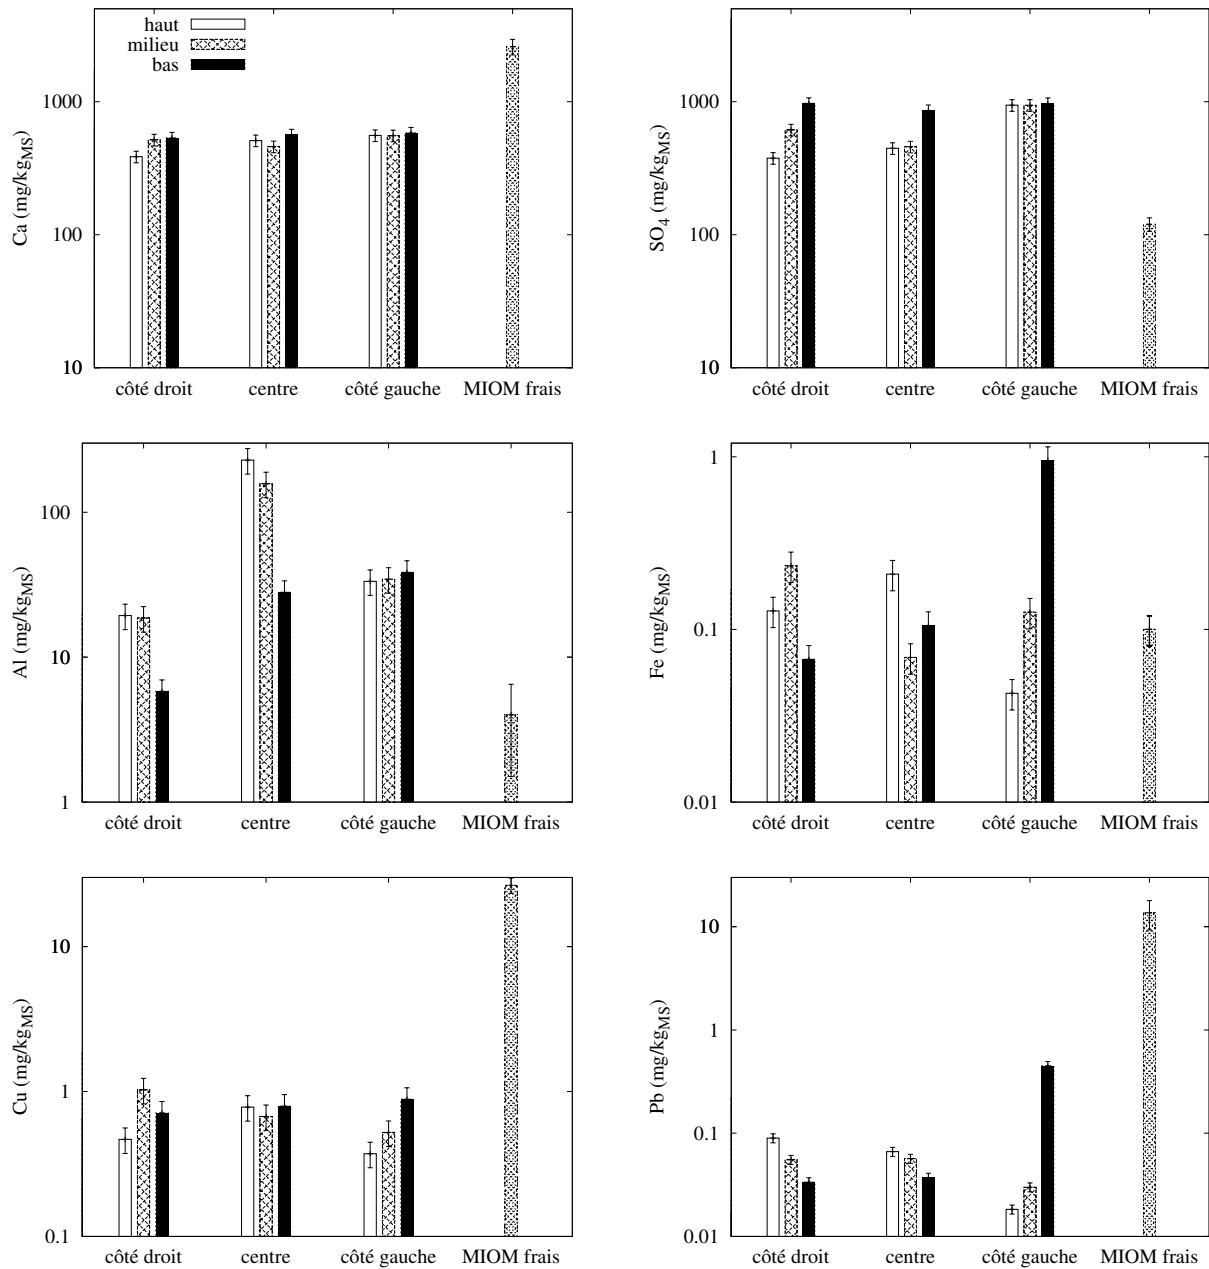 haut
milieu
bas
1000
100
10
Ca (mg/kg_MS)
côté droit centre côté gauche MIOM frais
1000
100
10
SO_4 (mg/kg_MS)
côté droit centre côté gauche MIOM frais
100
10
1
Al (mg/kg_MS)
côté droit centre côté gauche MIOM frais
1
0.1
0.01
Fe (mg/kg_MS)
côté droit centre côté gauche MIOM frais
10
1
0.1
Cu (mg/kg_MS)
côté droit centre côté gauche MIOM frais
10
1
0.1
0.01
Pb (mg/kg_MS)
côté droit centre côté gauche MIOM frais